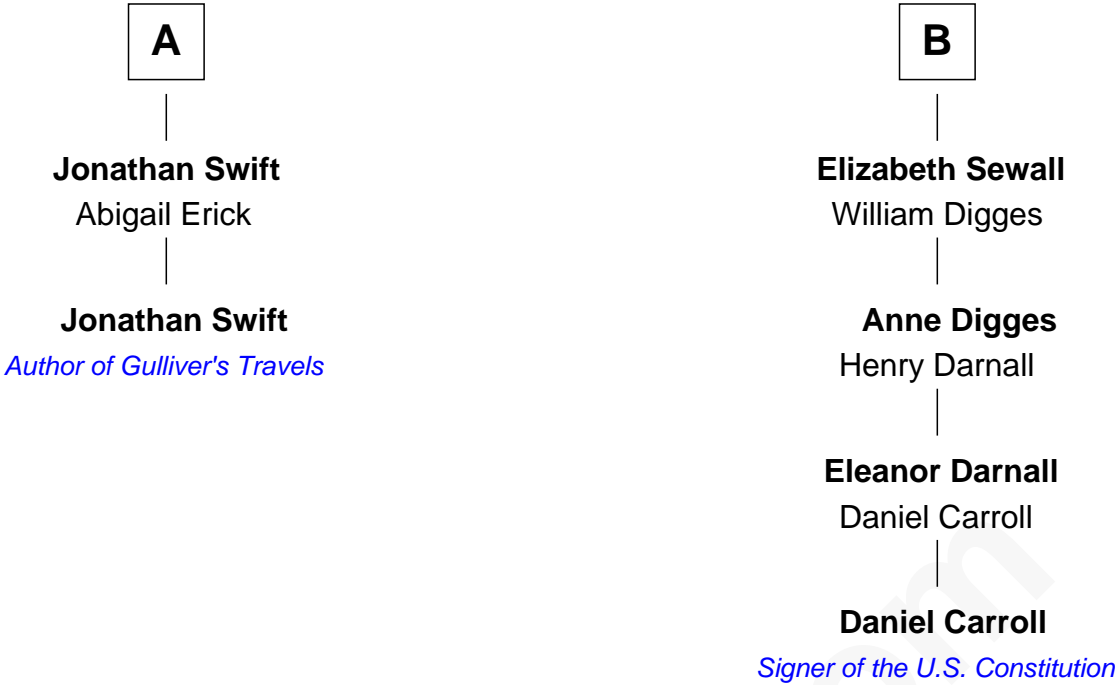 A
Jonathan Swift
Abigail Erick
Jonathan Swift
Author of Gulliver's Travels
B
Elizabeth Sewall
William Digges
Anne Digges
Henry Darnall
Eleanor Darnall
Daniel Carroll
Daniel Carroll
Signer of the U.S. Constitution